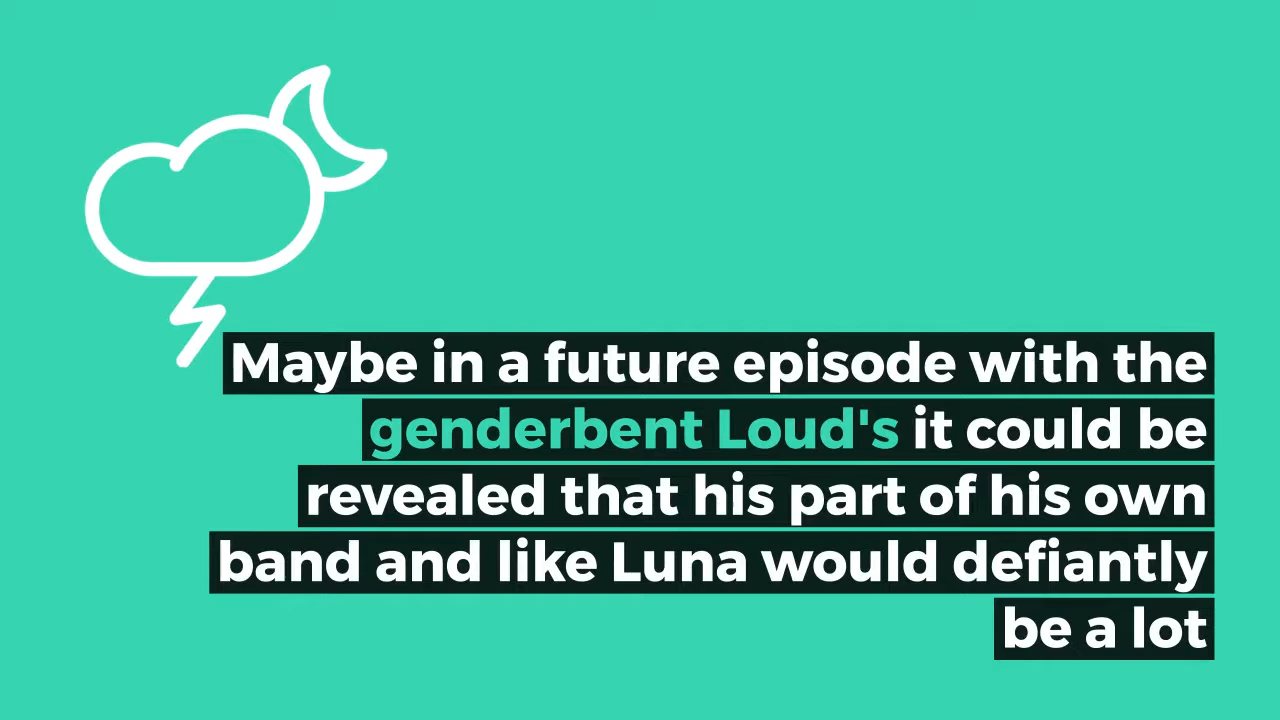 Maybe in a future episode with the
genderbent Loud's it could be
revealed that his part of his own
band and like Luna would defiantly
be a lot